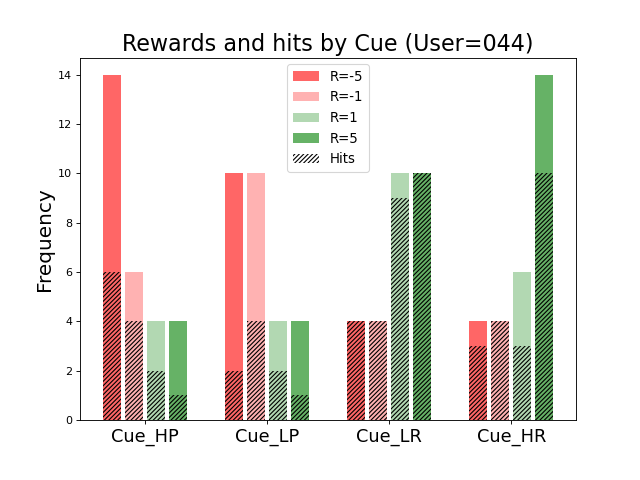 Rewards and hits by Cue (User=044)
R=-5
R=-1
R=1
R=5
Hits
Frequency
14
12
10
8
6
4
2
0
Cue_HP
Cue_LP
Cue_LR
Cue_HR